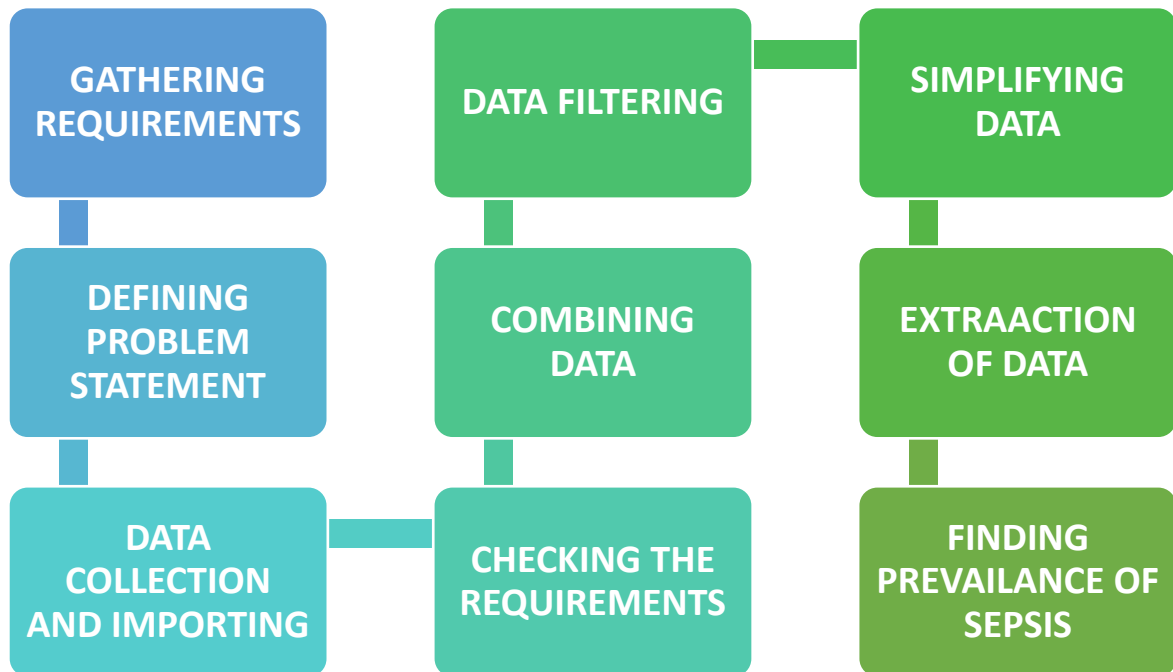 GATHERING
REQUIREMENTS
DEFINING
PROBLEM
STATEMENT
DATA
COLLECTION
AND IMPORTING
CHECKING THE
REQUIREMENTS
COMBINING
DATA
DATA FILTERING
SIMPLIFYING
DATA
EXTRAACTION
OF DATA
FINDING
PREVAILANCE OF
SEPSIS